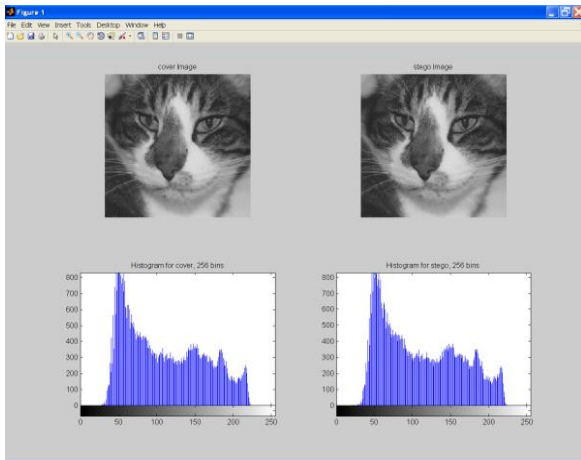 Figure 1
File Edit View Insert Tools Desktop Window Help
cover Image
stego Image
Histogram for cover, 256 bins
800
700
600
500
400
300
200
100
0
0 50 100 150 200 250
Histogram for stego, 256 bins
800
700
600
500
400
300
200
100
0
0 50 100 150 200 250